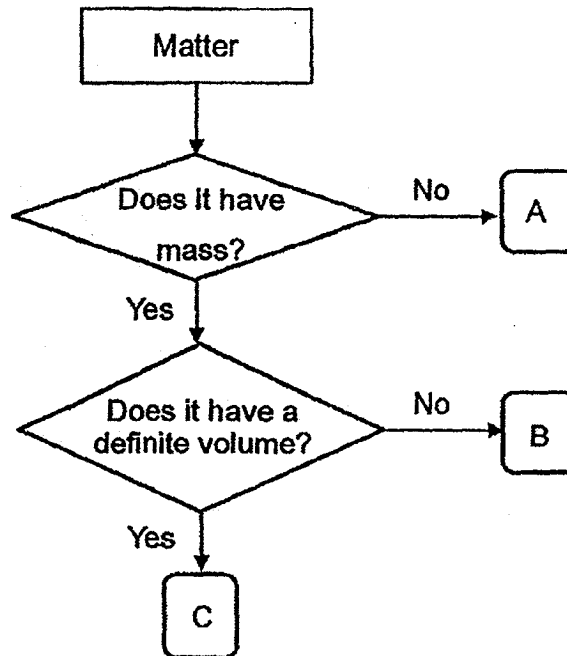 Matter
Does it have
mass?
No
A
Yes
Does it have a
definite volume?
No
B
Yes
C